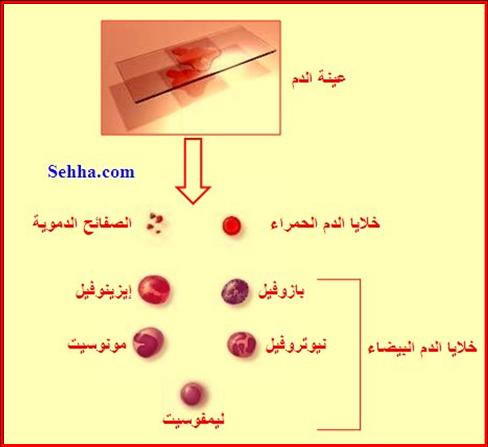 عينة الدم
Sehha.com
خلايا الدم الحمراء
الصفائح الدموية
بازوفيل
إيزينوفيل
خلايا الدم البيضاء
نيوتروفيل
مونوسيت
ليمفوسيت